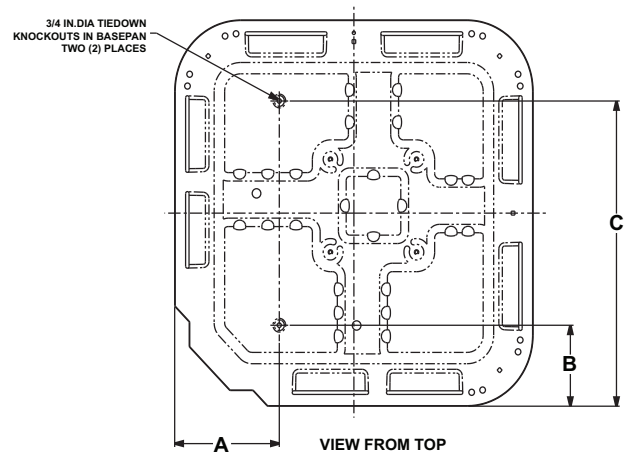 3/4 IN.DIA TIEDOWN
KNOCKOUTS IN BASEPAN
TWO (2) PLACES
C
B
A
VIEW FROM TOP